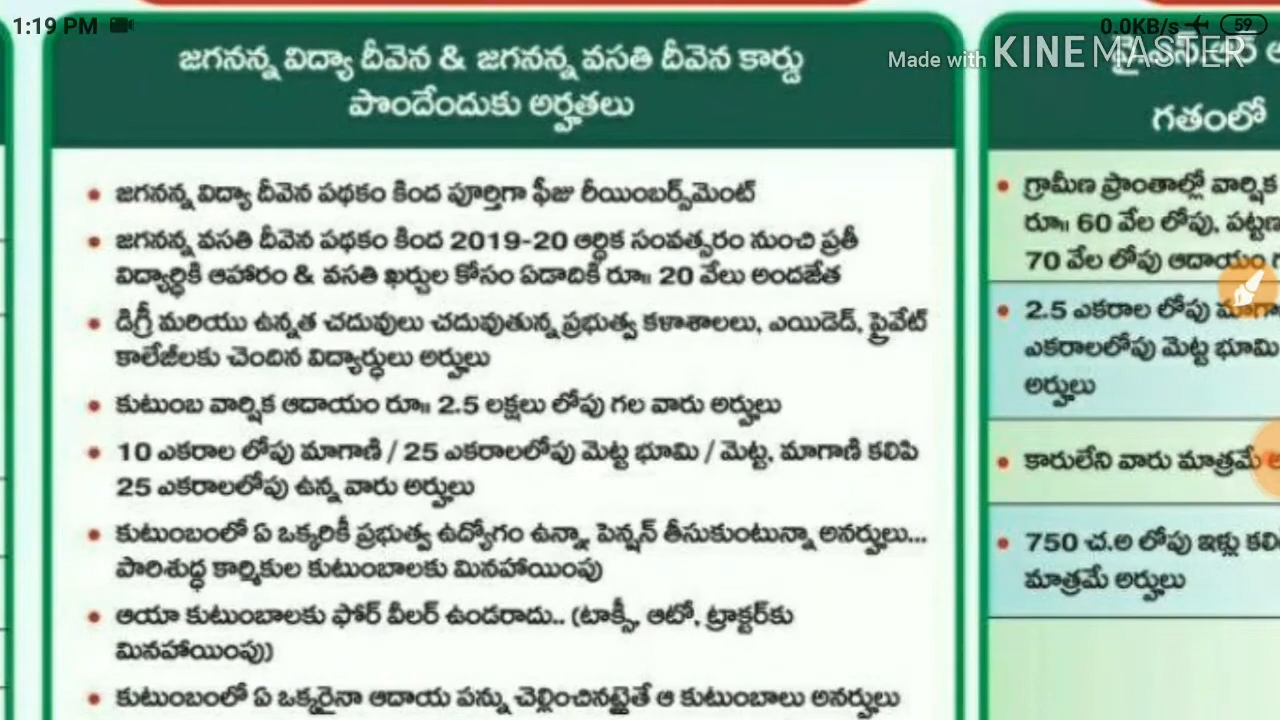 1:19 PM
0.0KB/s
59
Made with KINEMASTER
జగనన్న విద్యా దీవెన & జగనన్న వసతి దీవెన కార్డు
పొందేందుకు అర్హతలు
• జగనన్న విద్యా దీవెన పథకం కింద పూర్తిగా ఫీజు రీయింబర్స్‌మెంట్
• జగనన్న వసతి దీవెన పథకం కింద 2019-20 ఆర్థిక సంవత్సరం నుంచి ప్రతీ
విద్యార్థికి ఆహారం & వసతి ఖర్చుల కోసం ఏడాదికి రూ॥ 20 వేలు అందజేత
• డిగ్రీ మరియు ఉన్నత చదువులు చదువుతున్న ప్రభుత్వ కళాశాలలు, ఎయిడెడ్, ప్రైవేట్
కాలేజీలకు చెందిన విద్యార్థులు అర్హులు
• కుటుంబ వార్షిక ఆదాయం రూ॥ 2.5 లక్షలు లోపు గల వారు అర్హులు
• 10 ఎకరాల లోపు మాగాణి / 25 ఎకరాలలోపు మెట్ట భూమి / మెట్ట, మాగాణి కలిపి
25 ఎకరాలలోపు ఉన్న వారు అర్హులు
• కుటుంబంలో ఏ ఒక్కరికీ ప్రభుత్వ ఉద్యోగం ఉన్నా, పెన్షన్ తీసుకుంటున్నా అనర్హులు...
పారిశుద్ధ్య కార్మికుల కుటుంబాలకు మినహాయింపు
• ఆయా కుటుంబాలకు ఫోర్ వీలర్ ఉండరాదు.. (టాక్సీ, ఆటో, ట్రాక్టర్‌కు
మినహాయింపు)
• కుటుంబంలో ఏ ఒక్కరైనా ఆదాయ పన్ను చెల్లించినట్లైతే ఆ కుటుంబాలు అనర్హులు
గతంలో
• గ్రామీణ ప్రాంతాల్లో వార్షిక
రూ॥ 60 వేల లోపు, పట్టణ
70 వేల లోపు ఆదాయం
• 2.5 ఎకరాల లోపు
ఎకరాలలోపు మెట్ట భూమి
అర్హులు
• కారులేని వారు మాత్రమే
• 750 చ.అ లోపు ఇళ్లు
మాత్రమే అర్హులు